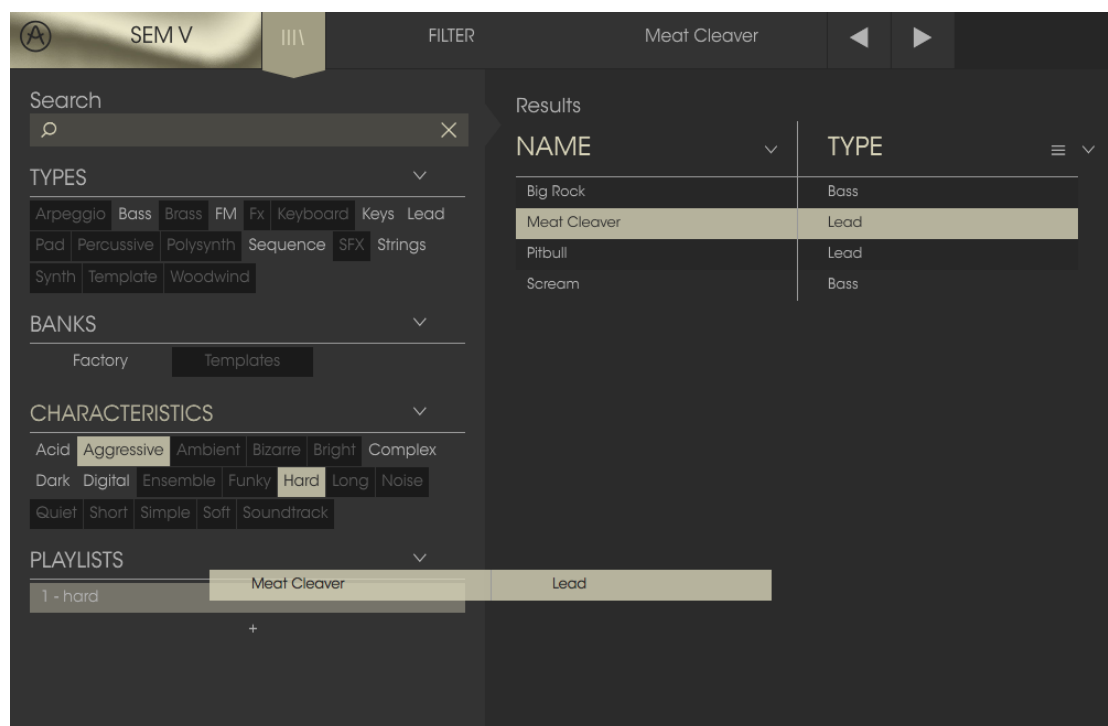 SEM V FILTER Meat Cleaver
Search
TYPES
Arpeggio Bass Brass FM Fx Keyboard Keys Lead
Pad Percussive Polysynth Sequence SFX Strings
Synth Template Woodwind
BANKS
Factory Templates
CHARACTERISTICS
Acid Aggressive Ambient Bizarre Bright Complex
Dark Digital Ensemble Funky Hard Long Noise
Quiet Short Simple Soft Soundtrack
PLAYLISTS
Meat Cleaver Lead
1 - hard
+
Results
NAME TYPE
Big Rock Bass
Meat Cleaver Lead
Pitbull Lead
Scream Bass